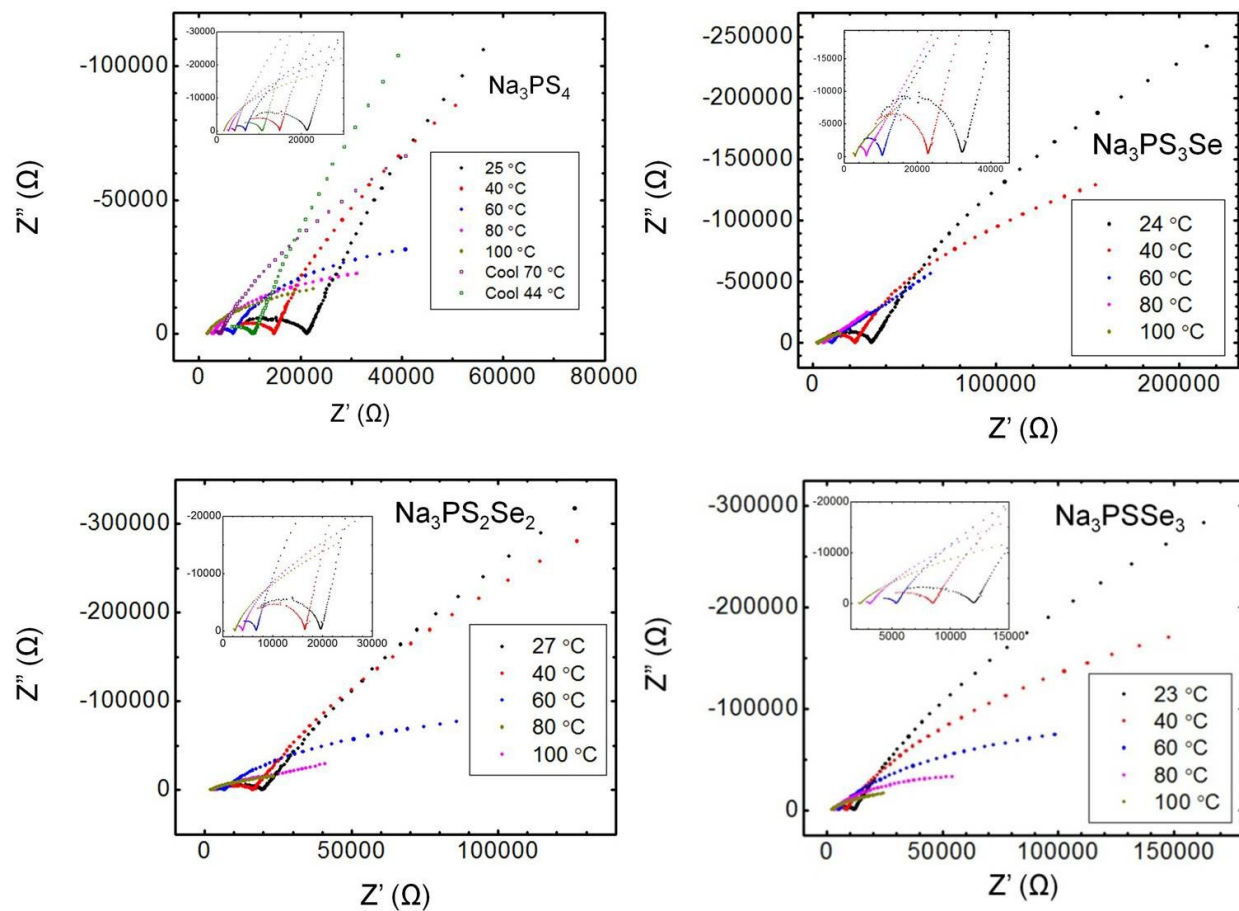 -100000
-50000
0
Z" (Ω)
-30000
-20000
-10000
0
0
20000
Na₃PS₄
25 °C
40 °C
60 °C
80 °C
100 °C
Cool 70 °C
Cool 44 °C
0 20000 40000 60000 80000
Z' (Ω)
-250000
-200000
-150000
-100000
-50000
0
Z" (Ω)
-15000
-10000
-5000
0
0 20000 40000
Na₃PS₃Se
24 °C
40 °C
60 °C
80 °C
100 °C
0 100000 200000
Z' (Ω)
-300000
-200000
-100000
0
Z" (Ω)
-20000
-10000
0
0 10000 20000 30000
Na₃PS₂Se₂
27 °C
40 °C
60 °C
80 °C
100 °C
0 50000 100000
Z' (Ω)
-300000
-200000
-100000
0
Z" (Ω)
-20000
-10000
0
5000 10000 15000
Na₃PSSe₃
23 °C
40 °C
60 °C
80 °C
100 °C
0 50000 100000 150000
Z' (Ω)